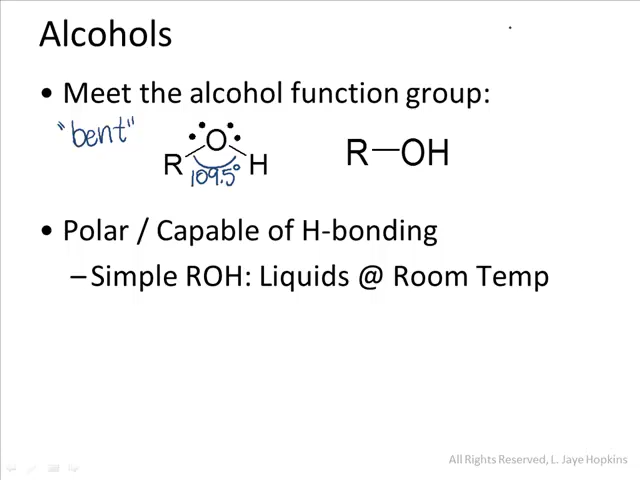 Alcohols
• Meet the alcohol function group:
"bent"
O
R H
109.5°
R—OH
• Polar / Capable of H-bonding
–Simple ROH: Liquids @ Room Temp
All Rights Reserved, L. Jaye Hopkins